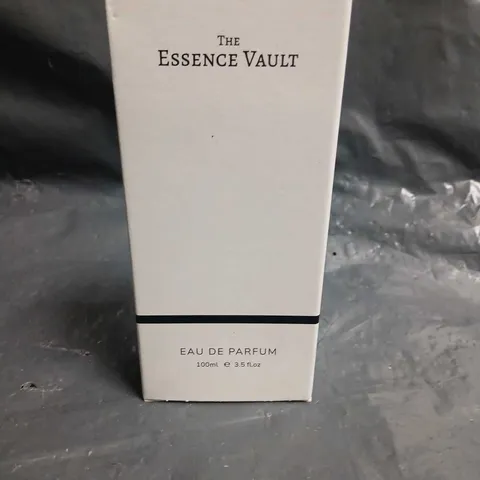 THE
ESSENCE VAULT
EAU DE PARFUM
100ml ℮ 3.5 fl.oz